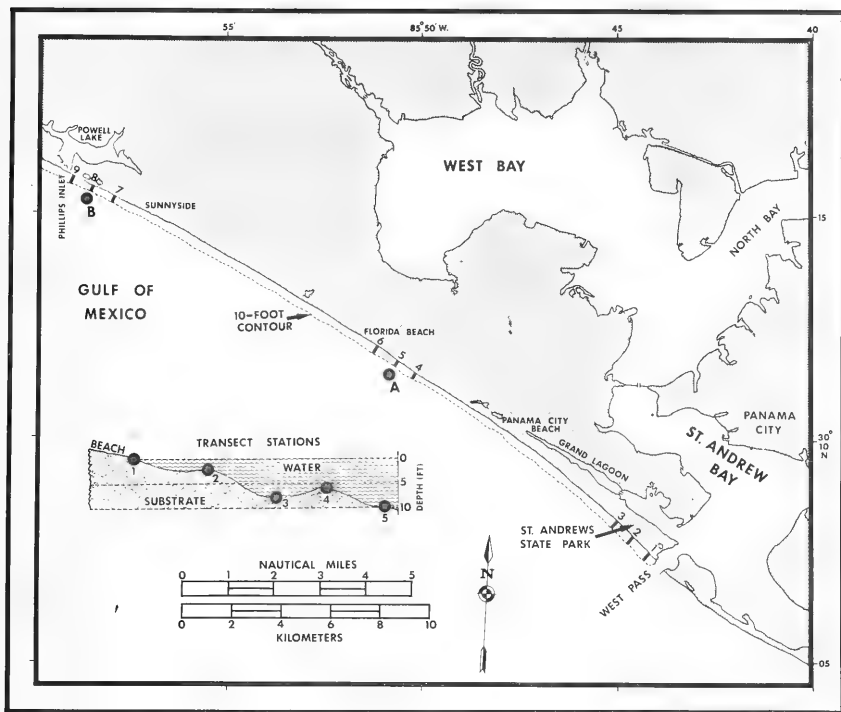 55'
85° 50' W.
45
40
POWELL
LAKE
WEST BAY
9
8
7
PHILLIPS INLET
B
SUNNYSIDE
NORTH BAY
15
GULF OF
MEXICO
10-FOOT
CONTOUR
FLORIDA BEACH
6
5
4
A
PANAMA CITY
BEACH
GRAND LAGOON
PANAMA
CITY
ST. ANDREW
BAY
30°
10
N
BEACH
TRANSECT STATIONS
WATER
SUBSTRATE
1
2
3
4
5
0
5
10
DEPTH (FT)
3
2
1
ST. ANDREWS
STATE PARK
WEST PASS
NAUTICAL MILES
0 1 2 3 4 5
0 2 4 6 8 10
KILOMETERS
N
05